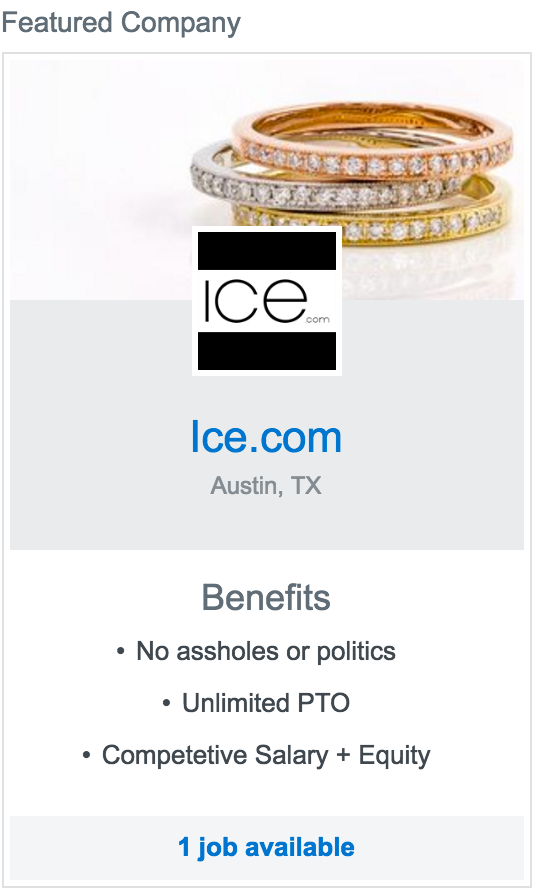 Featured Company
ıce.com
Ice.com
Austin, TX
Benefits
• No assholes or politics
• Unlimited PTO
• Competetive Salary + Equity
1 job available